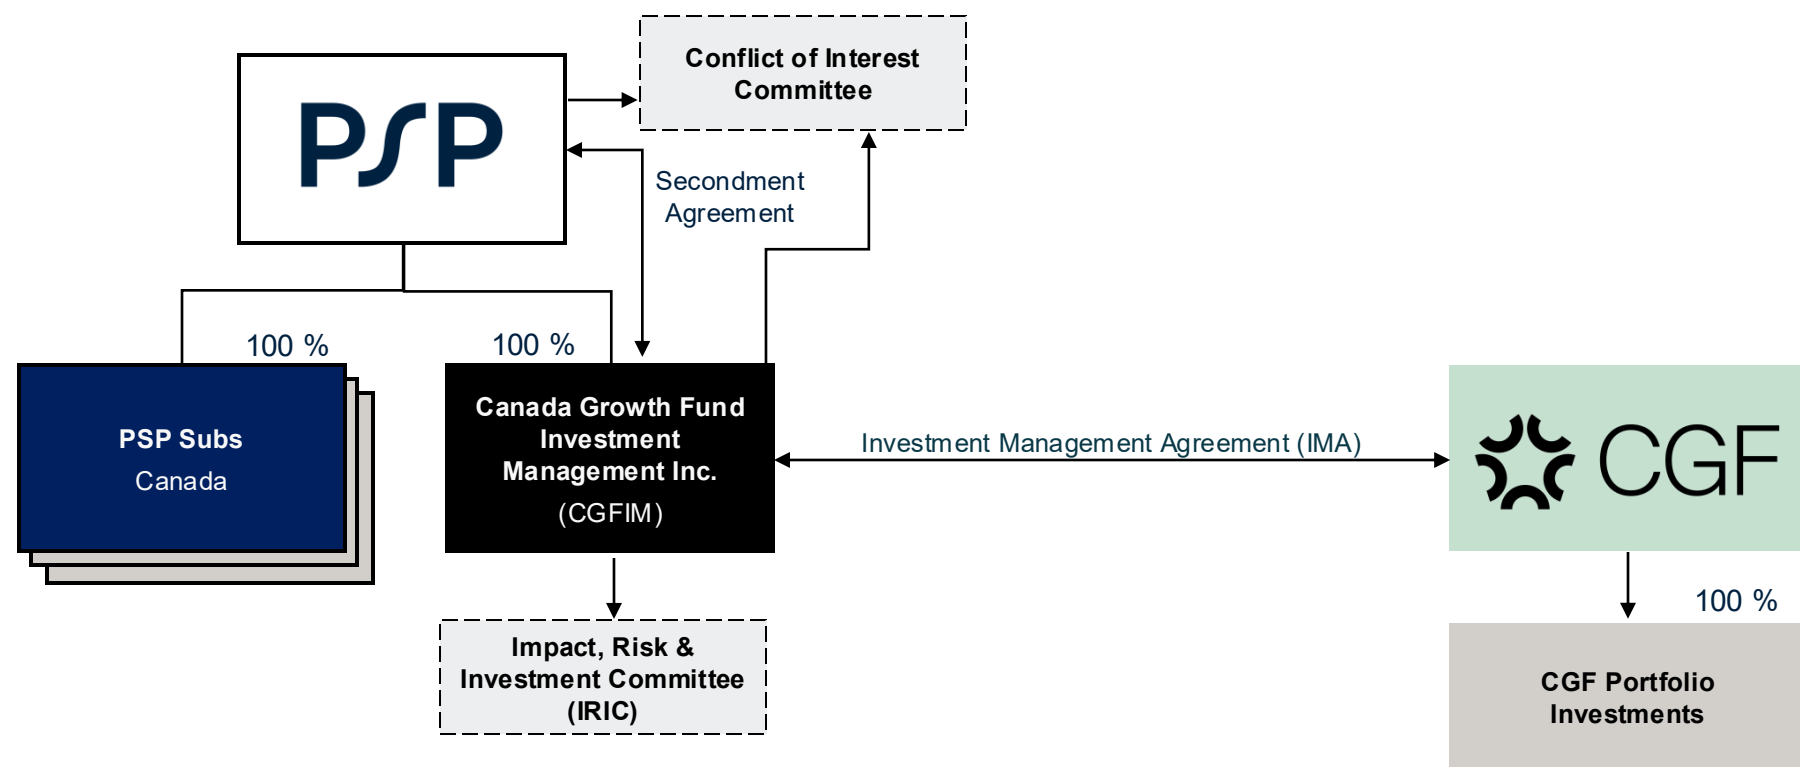 Conflict of Interest
Committee
PSP
Secondment
Agreement
100 %
100 %
PSP Subs
Canada
Canada Growth Fund
Investment
Management Inc.
(CGFIM)
Investment Management Agreement (IMA)
CGF
100 %
Impact, Risk &
Investment Committee
(IRIC)
CGF Portfolio
Investments